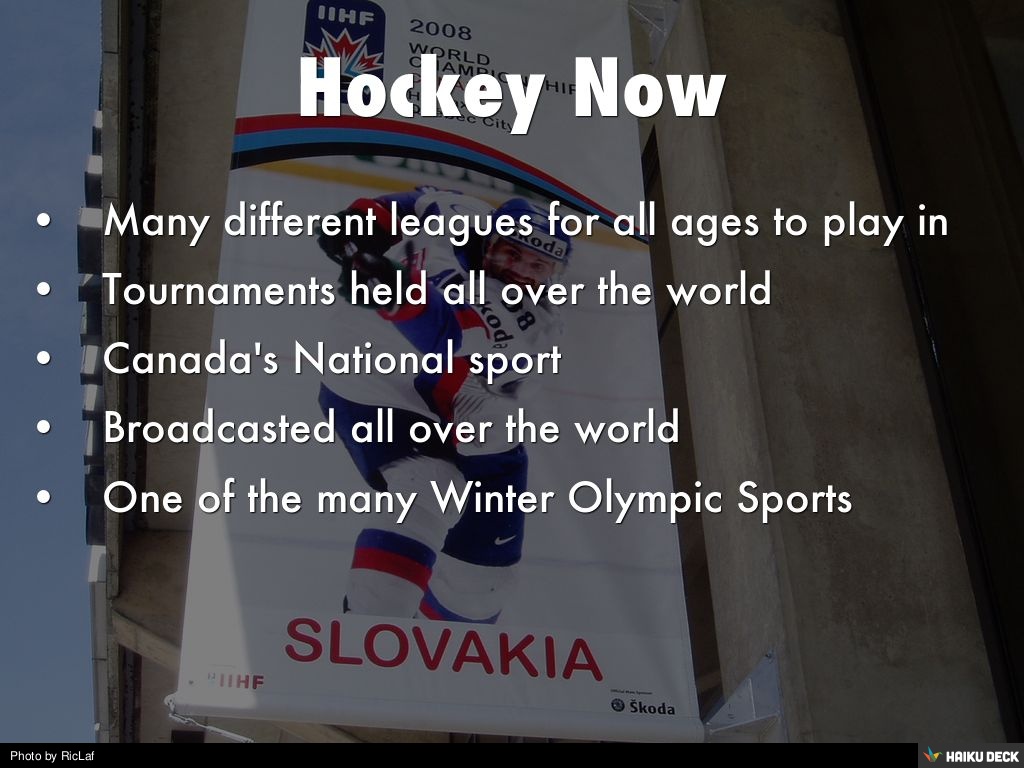 IIHF
2008
WORLD
CHAMPIONSHIP
Quebec City
Hockey Now
• Many different leagues for all ages to play in
• Tournaments held all over the world
• Canada's National sport
• Broadcasted all over the world
• One of the many Winter Olympic Sports
Škoda
Škoda
SLOVAKIA
IIHF
Škoda
Photo by RicLaf
HAIKU DECK